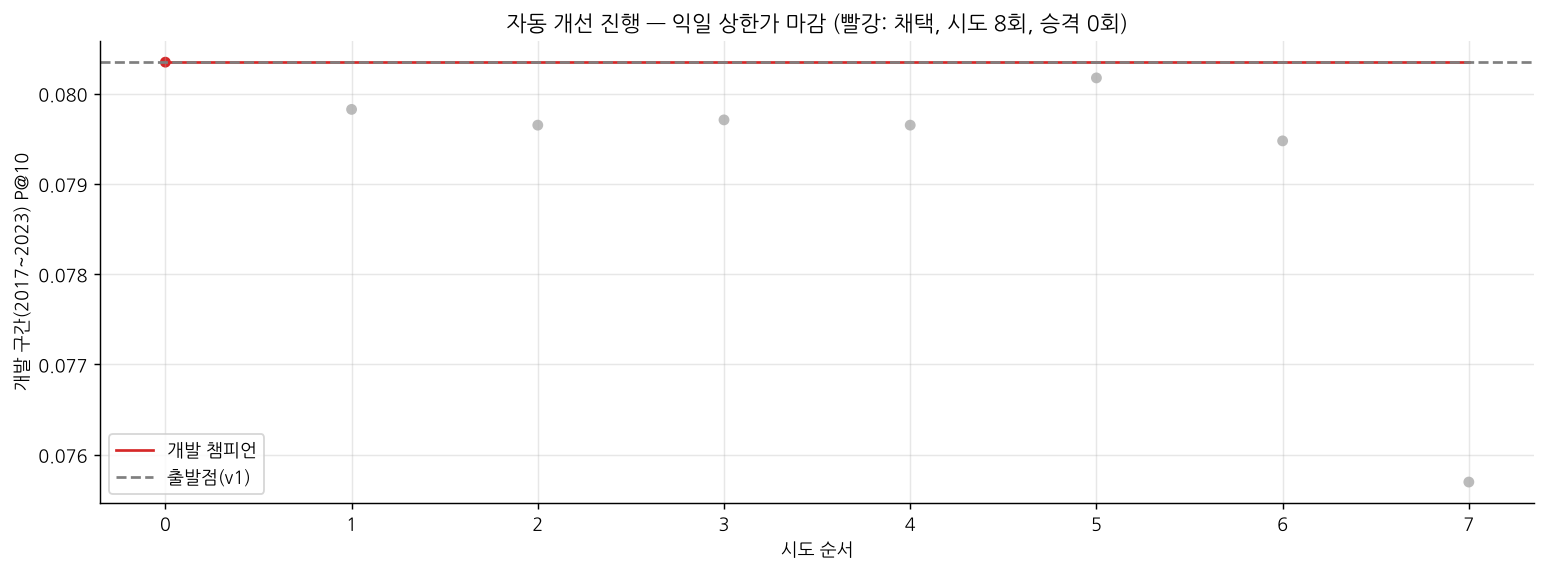 자동 개선 진행 — 익일 상한가 마감 (빨강: 채택, 시도 8회, 승격 0회)
개발 구간(2017~2023) P@10
0.080
0.079
0.078
0.077
0.076
개발 챔피언
출발점(v1)
0 1 2 3 4 5 6 7
시도 순서